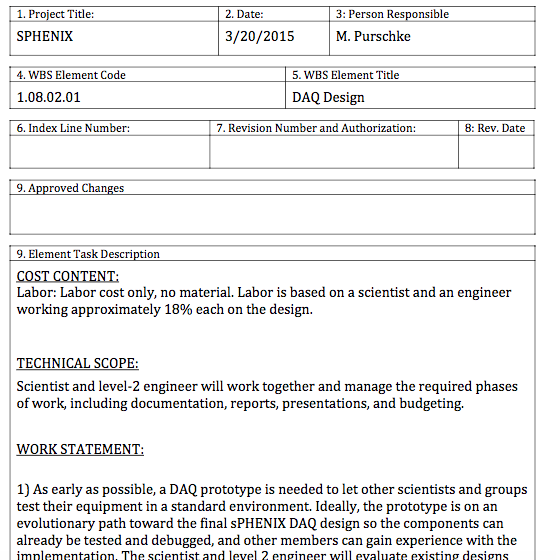 1. Project Title: 2. Date: 3: Person Responsible
SPHENIX 3/20/2015 M. Purschke
4. WBS Element Code 5. WBS Element Title
1.08.02.01 DAQ Design
6. Index Line Number: 7. Revision Number and Authorization: 8: Rev. Date
9. Approved Changes
9. Element Task Description
COST CONTENT:
Labor: Labor cost only, no material. Labor is based on a scientist and an engineer
working approximately 18% each on the design.
TECHNICAL SCOPE:
Scientist and level-2 engineer will work together and manage the required phases
of work, including documentation, reports, presentations, and budgeting.
WORK STATEMENT:
1) As early as possible, a DAQ prototype is needed to let other scientists and groups
test their equipment in a standard environment. Ideally, the prototype is on an
evolutionary path toward the final sPHENIX DAQ design so the components can
already be tested and debugged, and other members can gain experience with the
implementation. The scientist and level 2 engineer will evaluate existing designs